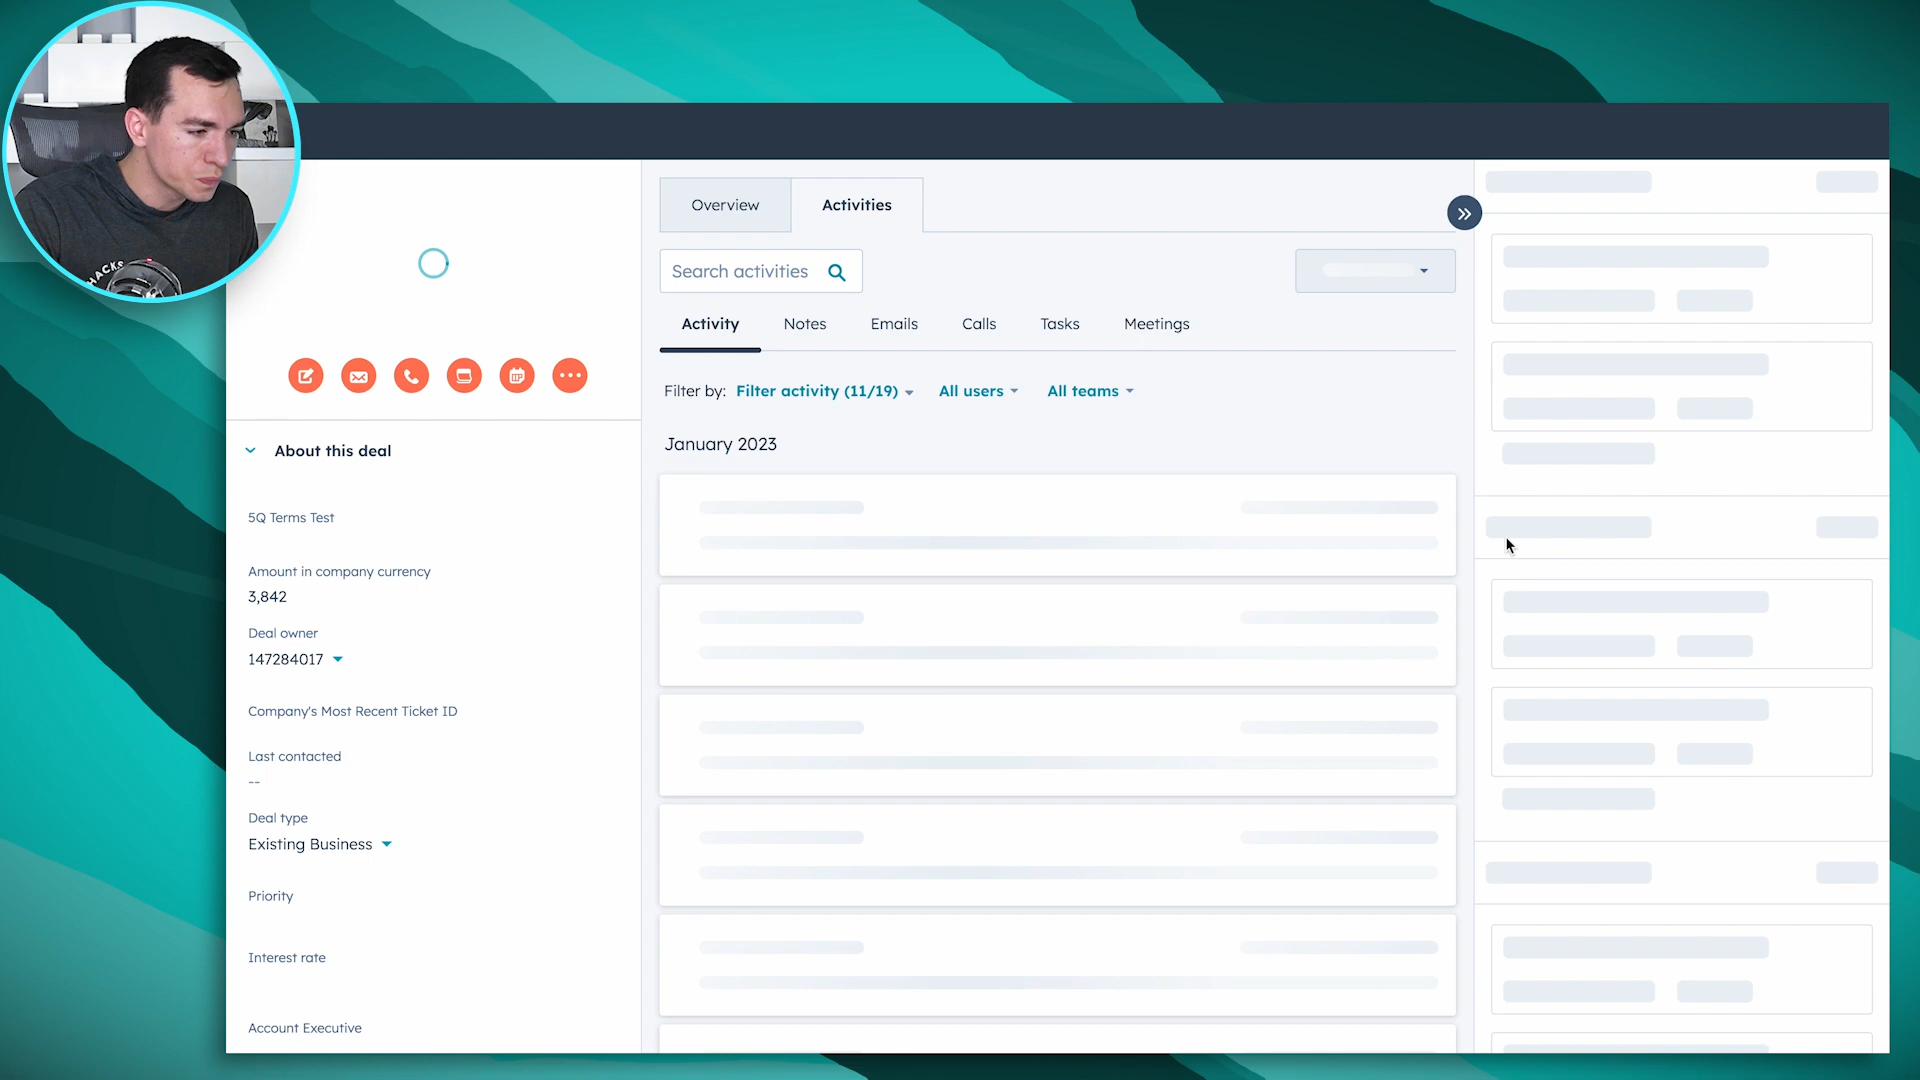 HACKS
Overview
Activities
Search activities
Activity
Notes
Emails
Calls
Tasks
Meetings
Filter by: Filter activity (11/19) All users All teams
January 2023
About this deal
5Q Terms Test
Amount in company currency
3,842
Deal owner
147284017
Company's Most Recent Ticket ID
Last contacted
--
Deal type
Existing Business
Priority
Interest rate
Account Executive